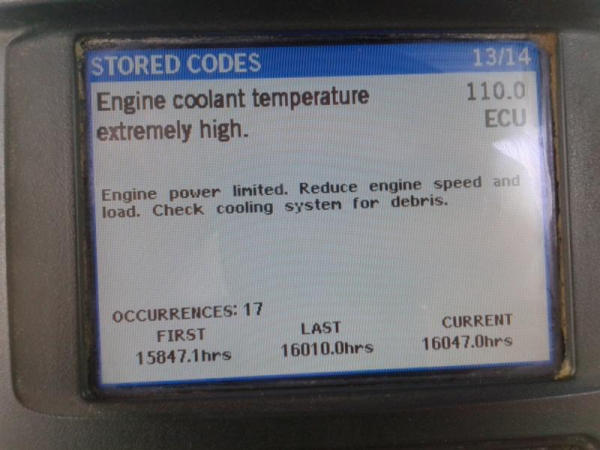 STORED CODES 13/14
Engine coolant temperature 110.0
extremely high. ECU
Engine power limited. Reduce engine speed and
load. Check cooling system for debris.
OCCURRENCES: 17
FIRST LAST CURRENT
15847.1hrs 16010.0hrs 16047.0hrs